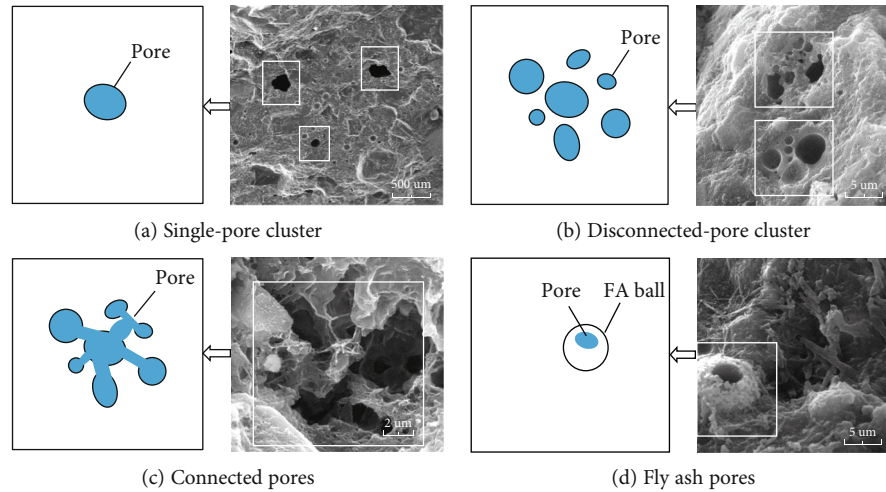 Pore
500 um
(a) Single-pore cluster
Pore
5 um
(b) Disconnected-pore cluster
Pore
2 um
(c) Connected pores
Pore FA ball
5 um
(d) Fly ash pores